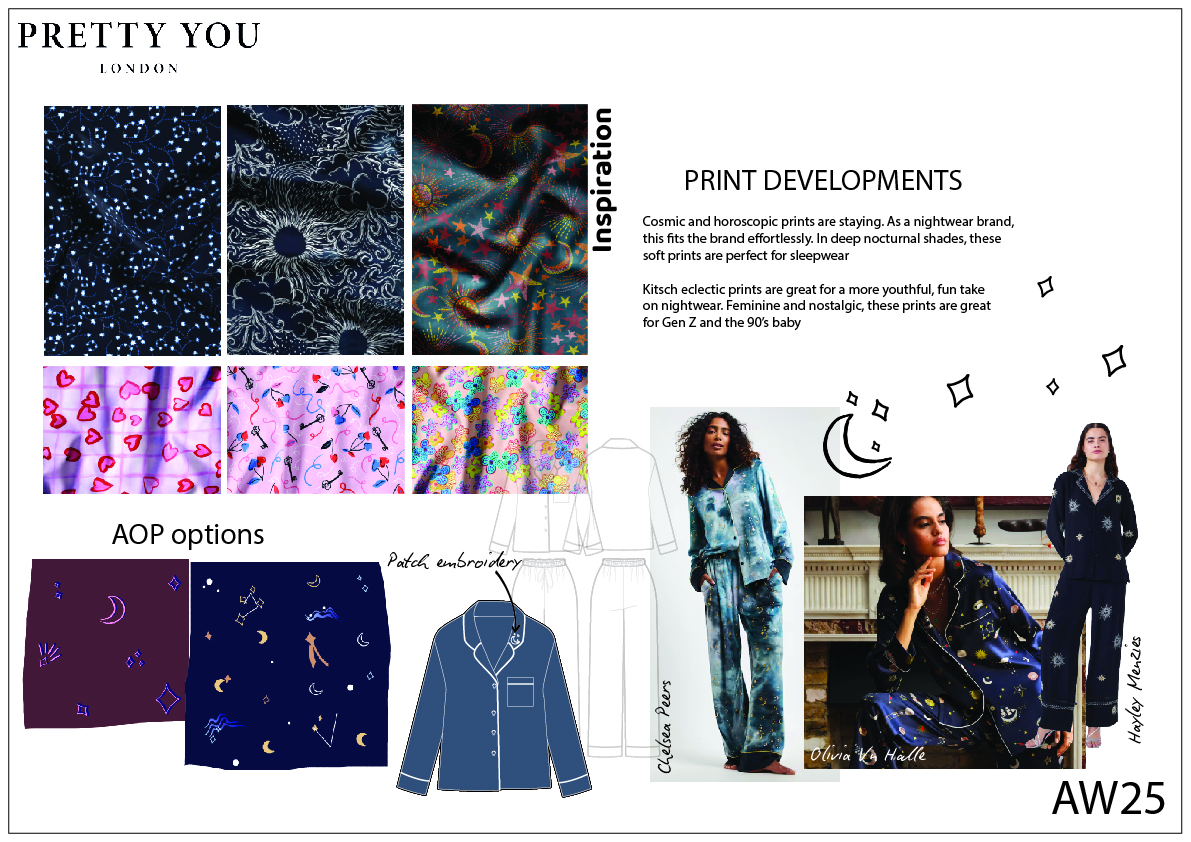 PRETTY YOU
LONDON
Inspiration
PRINT DEVELOPMENTS
Cosmic and horoscopic prints are staying. As a nightwear brand,
this fits the brand effortlessly. In deep nocturnal shades, these
soft prints are perfect for sleepwear
Kitsch eclectic prints are great for a more youthful, fun take
on nightwear. Feminine and nostalgic, these prints are great
for Gen Z and the 90's baby
AOP options
Patch embroidery
Chelsea Peers
Olivia Vn Halle
Hayley Menzies
AW25